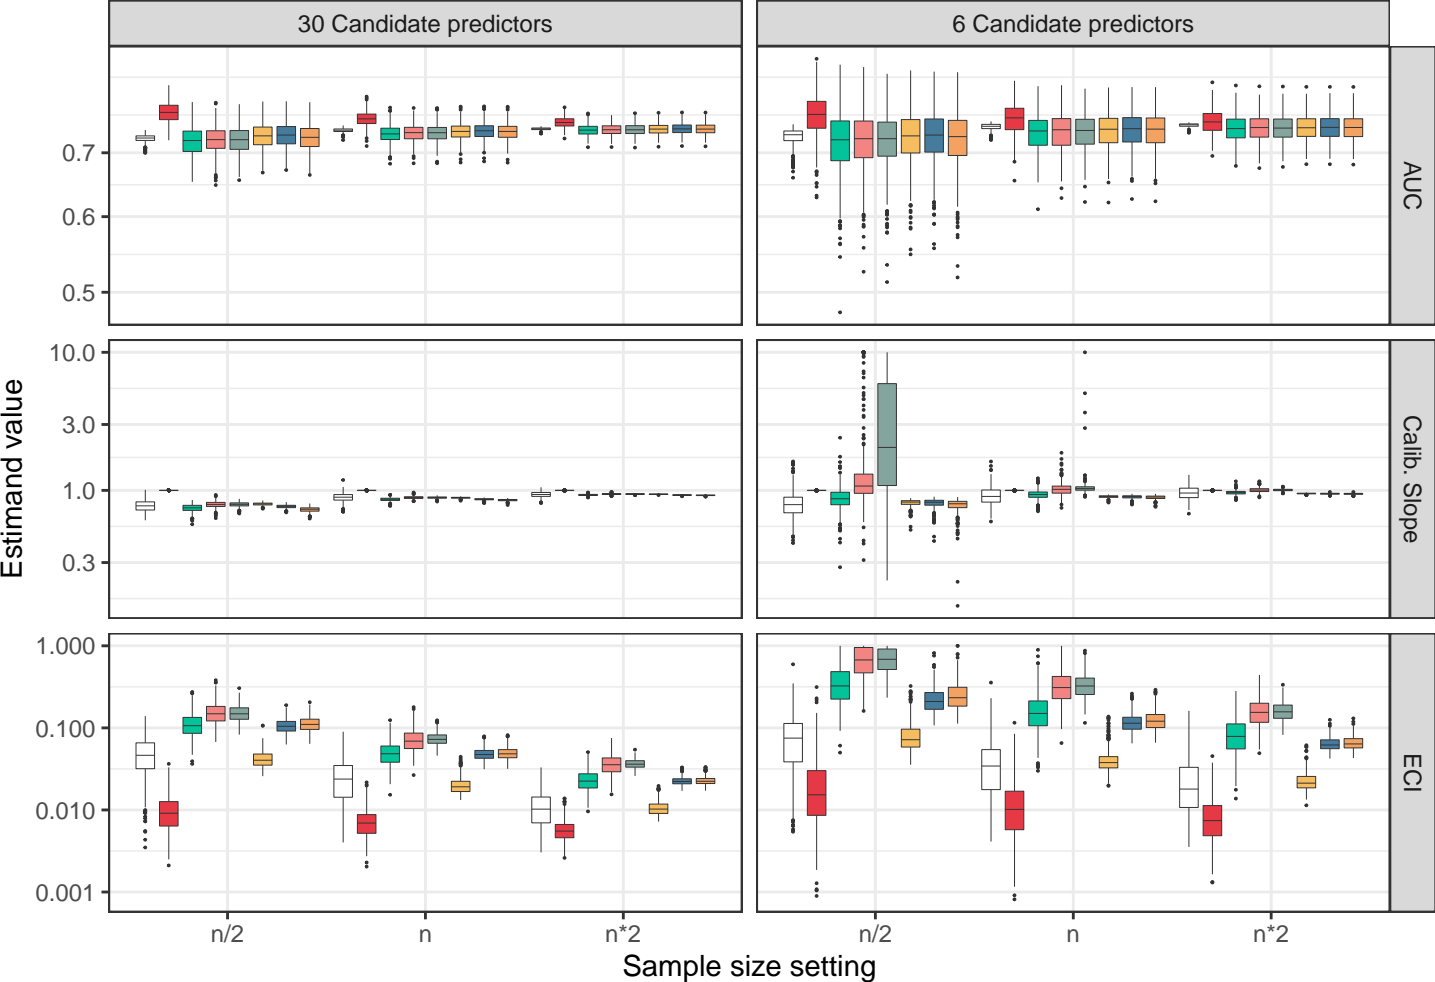 30 Candidate predictors
6 Candidate predictors
0.7
0.6
0.5
AUC
10.0
3.0
1.0
0.3
Calib. Slope
1.000
0.100
0.010
0.001
ECI
Estimand value
n/2
n
n*2
n/2
n
n*2
Sample size setting